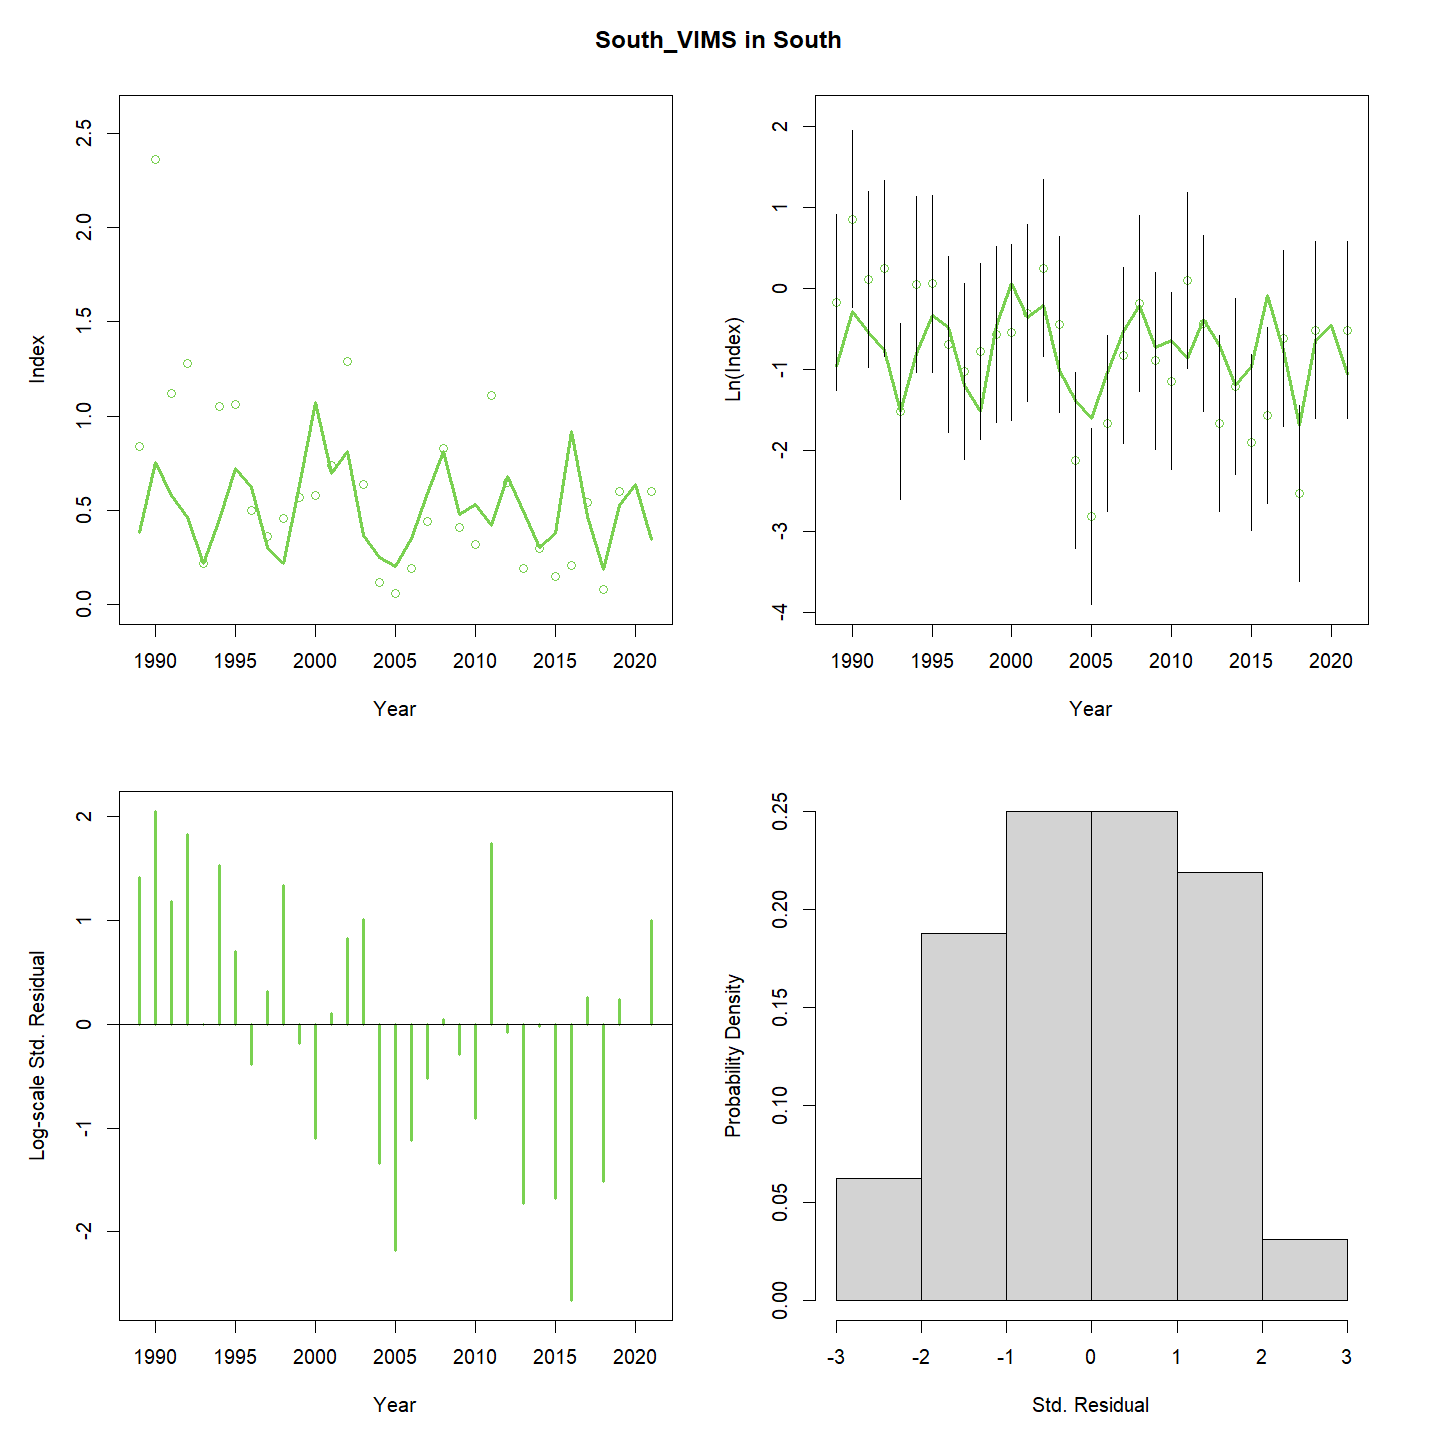 South_VIMS in South
Index
2.5
2.0
1.5
1.0
0.5
0.0
1990 1995 2000 2005 2010 2015 2020
Year
Ln(Index)
2
1
0
-1
-2
-3
-4
1990 1995 2000 2005 2010 2015 2020
Year
Log-scale Std. Residual
2
1
0
-1
-2
1990 1995 2000 2005 2010 2015 2020
Year
Probability Density
0.25
0.20
0.15
0.10
0.05
0.00
-3 -2 -1 0 1 2 3
Std. Residual